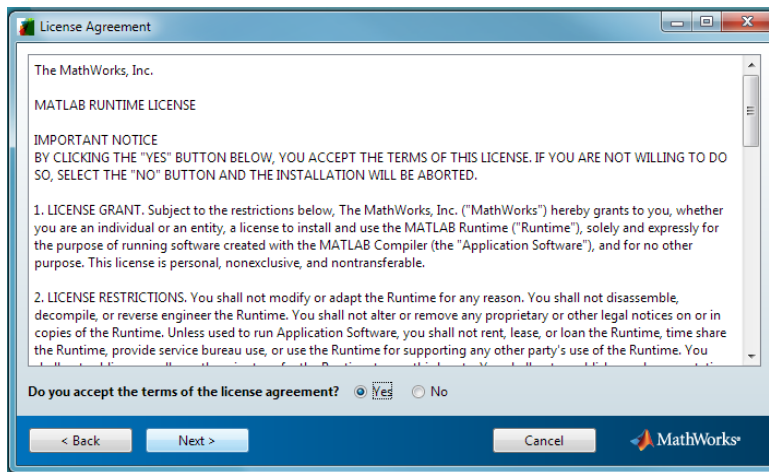 License Agreement
The MathWorks, Inc.
MATLAB RUNTIME LICENSE
IMPORTANT NOTICE
BY CLICKING THE "YES" BUTTON BELOW, YOU ACCEPT THE TERMS OF THIS LICENSE. IF YOU ARE NOT WILLING TO DO
SO, SELECT THE "NO" BUTTON AND THE INSTALLATION WILL BE ABORTED.
1. LICENSE GRANT. Subject to the restrictions below, The MathWorks, Inc. ("MathWorks") hereby grants to you, whether
you are an individual or an entity, a license to install and use the MATLAB Runtime ("Runtime"), solely and expressly for
the purpose of running software created with the MATLAB Compiler (the "Application Software"), and for no other
purpose. This license is personal, nonexclusive, and nontransferable.
2. LICENSE RESTRICTIONS. You shall not modify or adapt the Runtime for any reason. You shall not disassemble,
decompile, or reverse engineer the Runtime. You shall not alter or remove any proprietary or other legal notices on or in
copies of the Runtime. Unless used to run Application Software, you shall not rent, lease, or loan the Runtime, time share
the Runtime, provide service bureau use, or use the Runtime for supporting any other party's use of the Runtime. You
Do you accept the terms of the license agreement? Yes No
< Back Next > Cancel MathWorks®